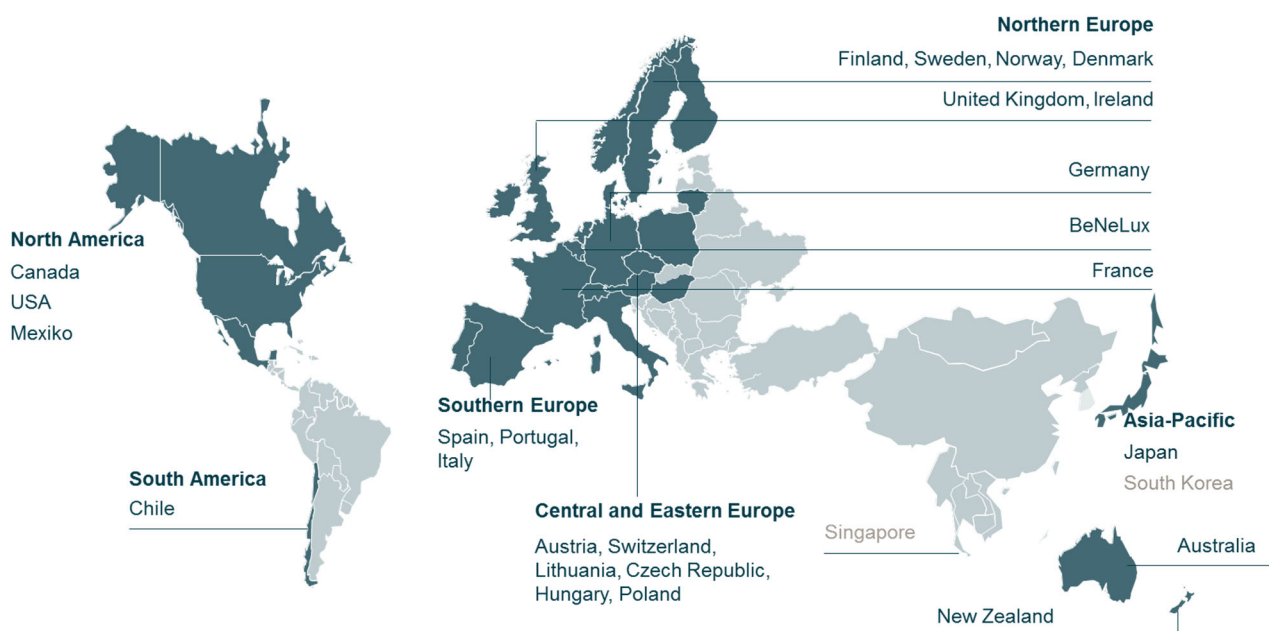 Northern Europe
Finland, Sweden, Norway, Denmark
United Kingdom, Ireland
Germany
BeNeLux
France
North America
Canada
USA
Mexiko
South America
Chile
Southern Europe
Spain, Portugal,
Italy
Central and Eastern Europe
Austria, Switzerland,
Lithuania, Czech Republic,
Hungary, Poland
Asia-Pacific
Japan
South Korea
Singapore
Australia
New Zealand